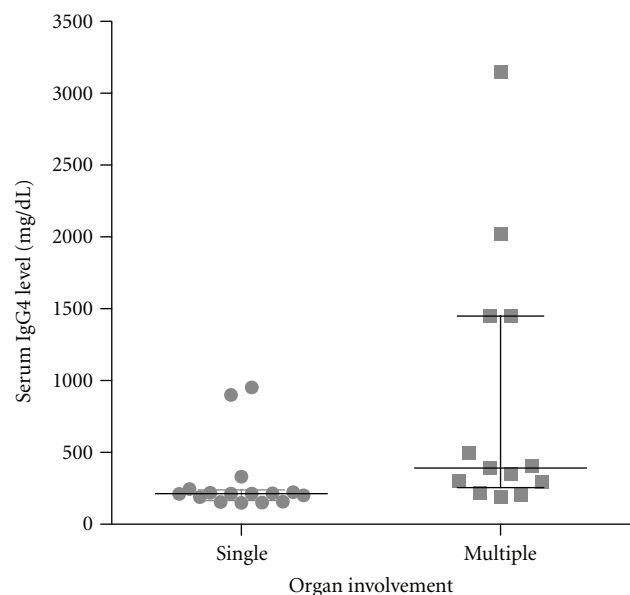 3500
3000
2500
2000
1500
1000
500
0
Serum IgG4 level (mg/dL)
Single
Multiple
Organ involvement